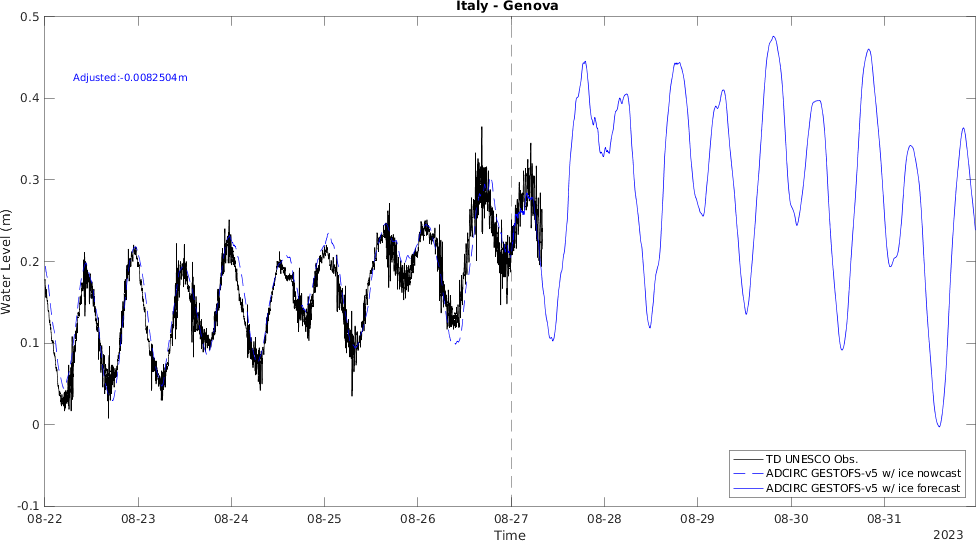 Italy - Genova
0.5
Adjusted:-0.0082504m
0.4
0.3
Water Level (m)
0.2
0.1
0
TD UNESCO Obs.
ADCIRC GESTOFS-v5 w/ ice nowcast
ADCIRC GESTOFS-v5 w/ ice forecast
-0.1
08-22 08-23 08-24 08-25 08-26 08-27 08-28 08-29 08-30 08-31
Time
2023